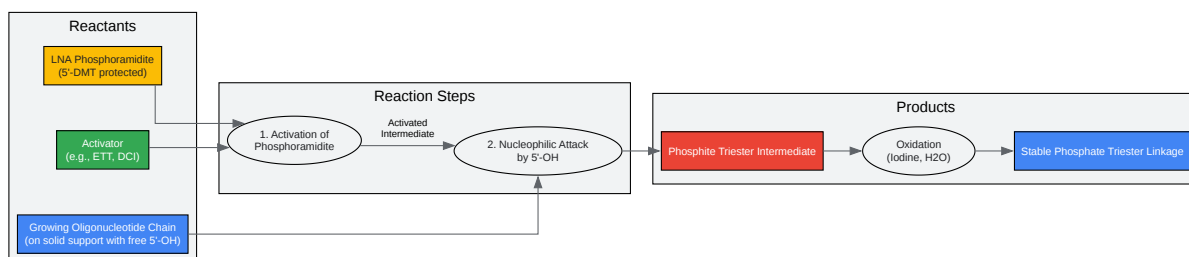 Reactants
LNA Phosphoramidite
(5'-DMT protected)
Activator
(e.g., ETT, DCI)
Growing Oligonucleotide Chain
(on solid support with free 5'-OH)
Reaction Steps
1. Activation of
Phosphoramidite
Activated
Intermediate
2. Nucleophilic Attack
by 5'-OH
Products
Phosphite Triester Intermediate
Oxidation
(Iodine, H2O)
Stable Phosphate Triester Linkage